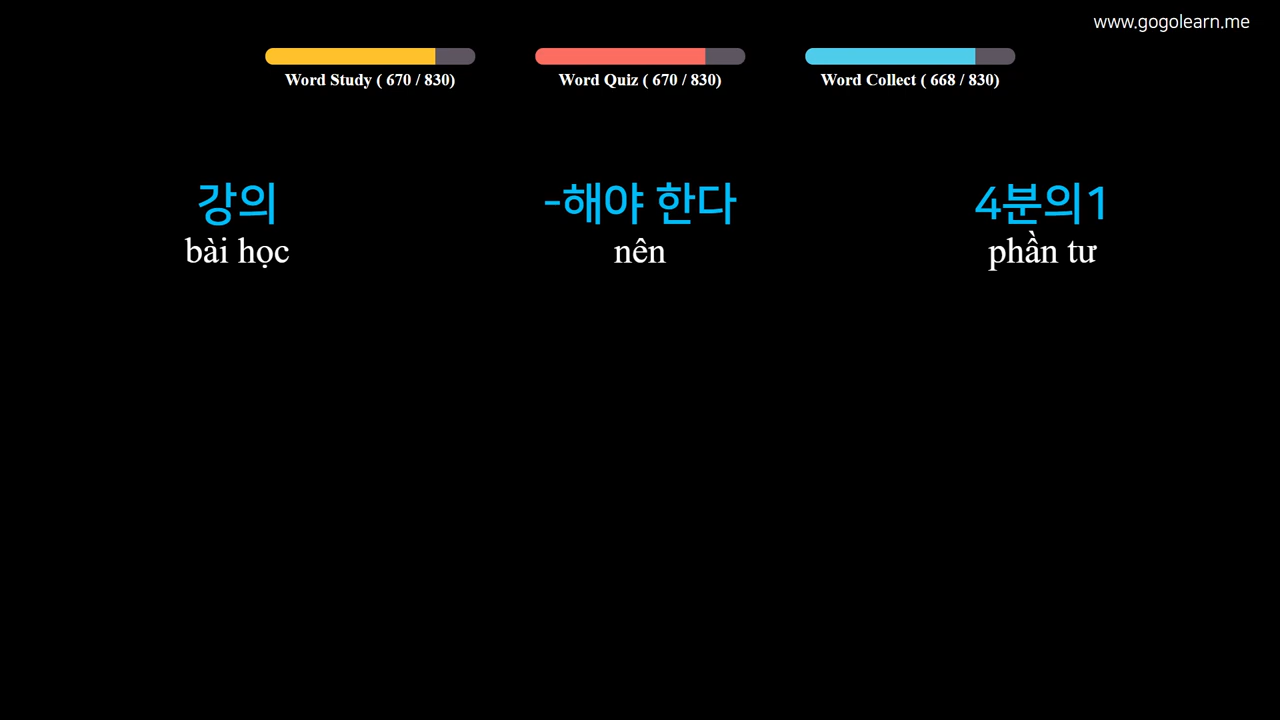 www.gogolearn.me
Word Study ( 670 / 830)
Word Quiz ( 670 / 830)
Word Collect ( 668 / 830)
강의
bài học
-해야 한다
nên
4분의1
phần tư